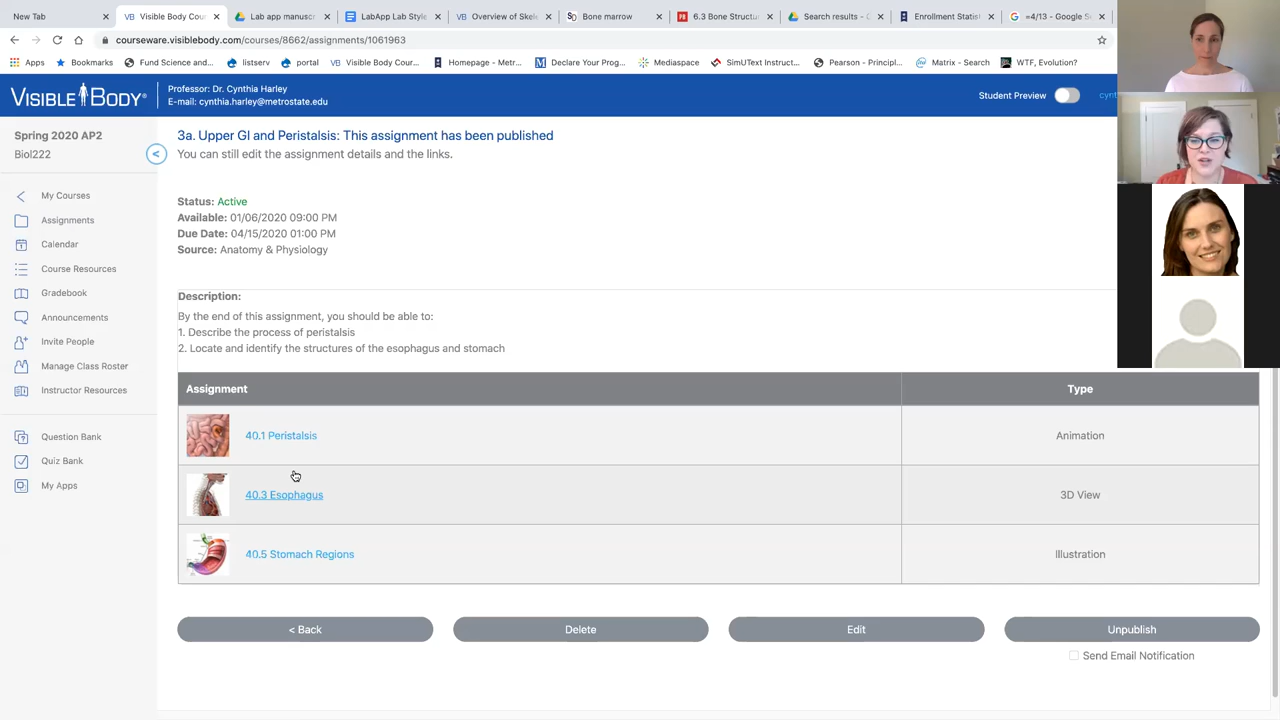 New Tab
Visible Body Cou
Lab app manuscr
LabApp Lab Style
Overview of Skele
Bone marrow
6.3 Bone Structu
Search results - D
Enrollment Statis
=4/13 - Google S
courseware.visiblebody.com/courses/8662/assignments/1061963
Apps
Bookmarks
Fund Science and...
listserv
portal
Visible Body Cour...
Homepage - Metr...
Declare Your Prog...
Mediaspace
SimUText Instruct...
Pearson - Principl...
Matrix - Search
WTF, Evolution?
VISIBLE BODY®
Professor: Dr. Cynthia Harley
E-mail: cynthia.harley@metrostate.edu
Student Preview
cynt
Spring 2020 AP2
Biol222
<
My Courses
Assignments
Calendar
Course Resources
Gradebook
Announcements
Invite People
Manage Class Roster
Instructor Resources
Question Bank
Quiz Bank
My Apps
3a. Upper GI and Peristalsis: This assignment has been published
You can still edit the assignment details and the links.
Status: Active
Available: 01/06/2020 09:00 PM
Due Date: 04/15/2020 01:00 PM
Source: Anatomy & Physiology
Description:
By the end of this assignment, you should be able to:
1. Describe the process of peristalsis
2. Locate and identify the structures of the esophagus and stomach
Assignment
Type
40.1 Peristalsis
Animation
40.3 Esophagus
3D View
40.5 Stomach Regions
Illustration
< Back
Delete
Edit
Unpublish
Send Email Notification